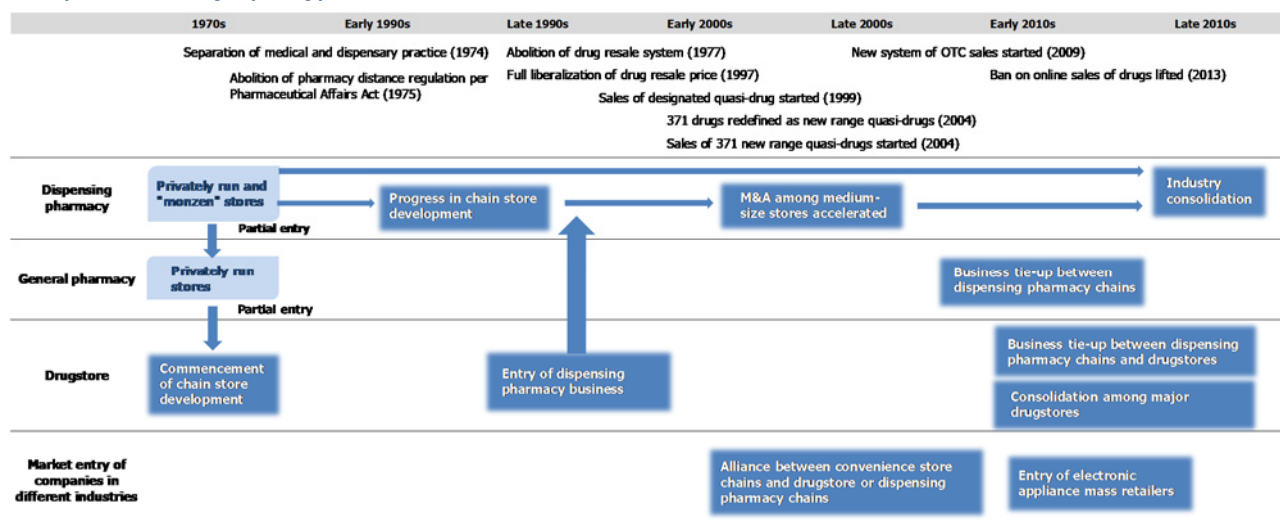 1970s Early 1990s Late 1990s Early 2000s Late 2000s Early 2010s Late 2010s
Separation of medical and dispensary practice (1974)
Abolition of pharmacy distance regulation per
Pharmaceutical Affairs Act (1975)
Abolition of drug resale system (1977)
Full liberalization of drug resale price (1997)
Sales of designated quasi-drug started (1999)
371 drugs redefined as new range quasi-drugs (2004)
Sales of 371 new range quasi-drugs started (2004)
New system of OTC sales started (2009)
Ban on online sales of drugs lifted (2013)
Dispensing
pharmacy
Privately run and
"monzen" stores
Progress in chain store
development
M&A among medium-
size stores accelerated
Industry
consolidation
Partial entry
General pharmacy
Privately run
stores
Business tie-up between
dispensing pharmacy chains
Partial entry
Drugstore
Commencement
of chain store
development
Entry of dispensing
pharmacy business
Business tie-up between dispensing
pharmacy chains and drugstores
Consolidation among major
drugstores
Market entry of
companies in
different industries
Alliance between convenience store
chains and drugstore or dispensing
pharmacy chains
Entry of electronic
appliance mass retailers